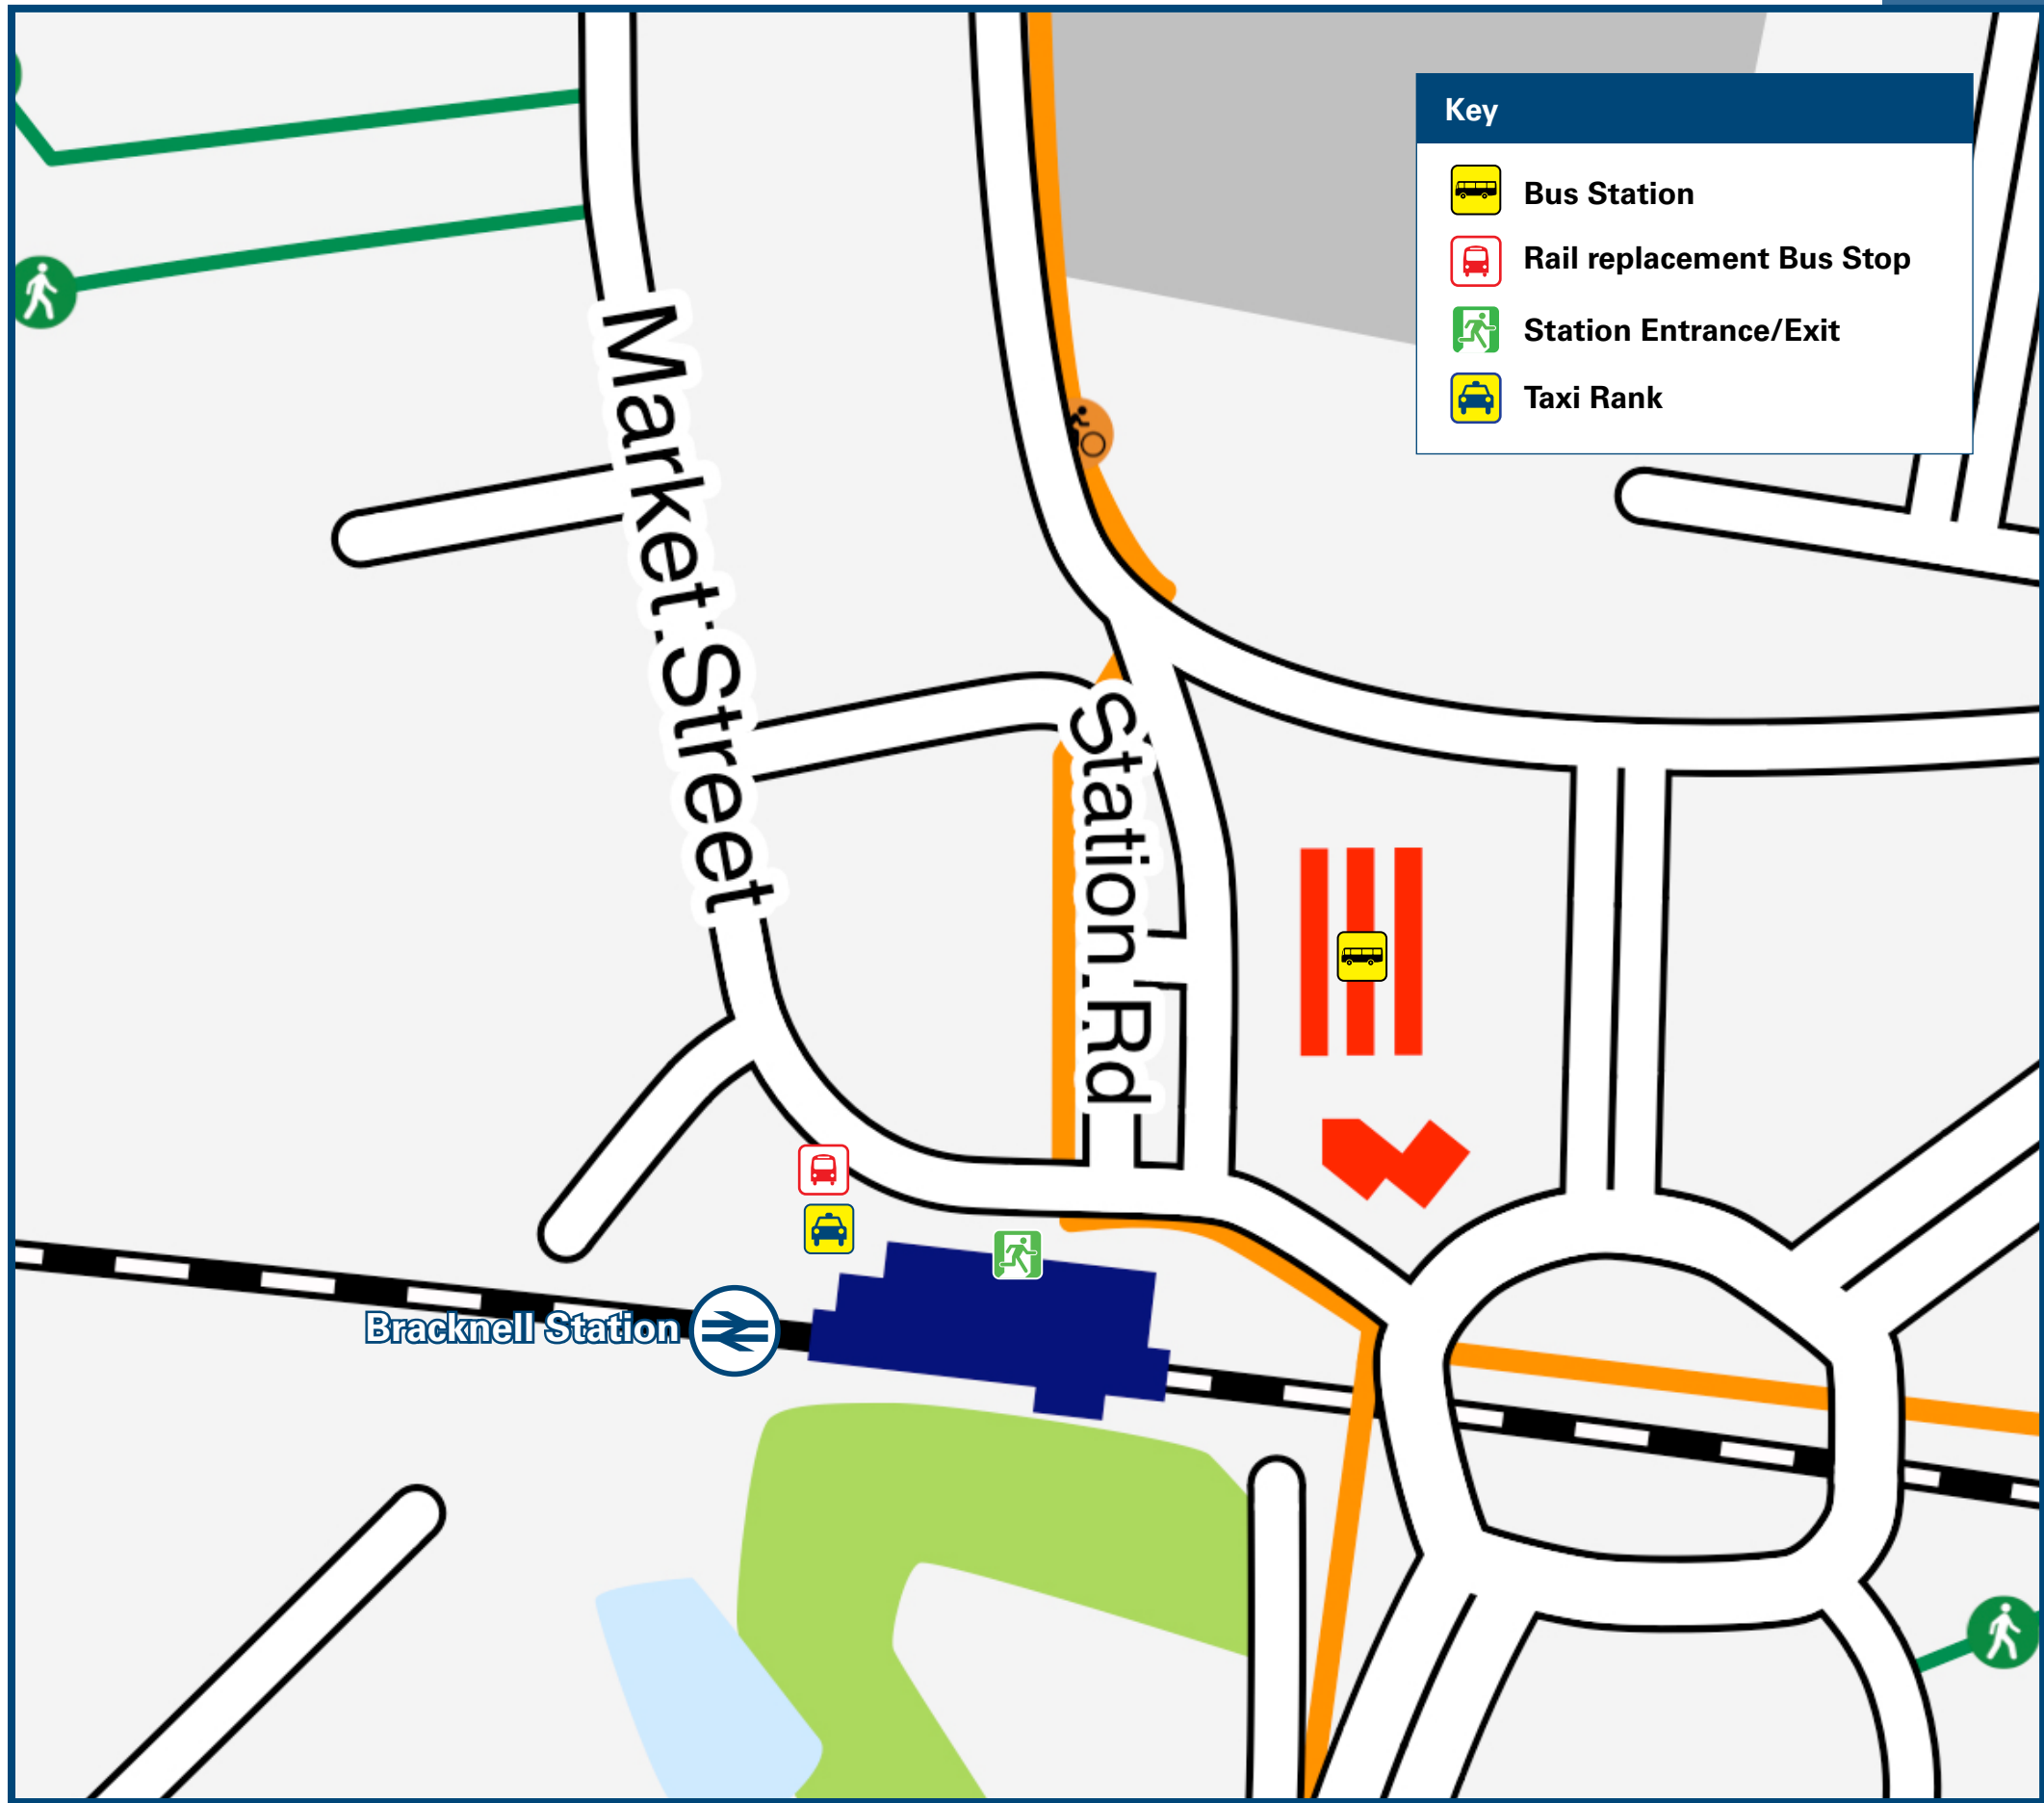 Key
Bus Station
Rail replacement Bus Stop
Station Entrance/Exit
Taxi Rank
Market Street
Station Rd
Bracknell Station